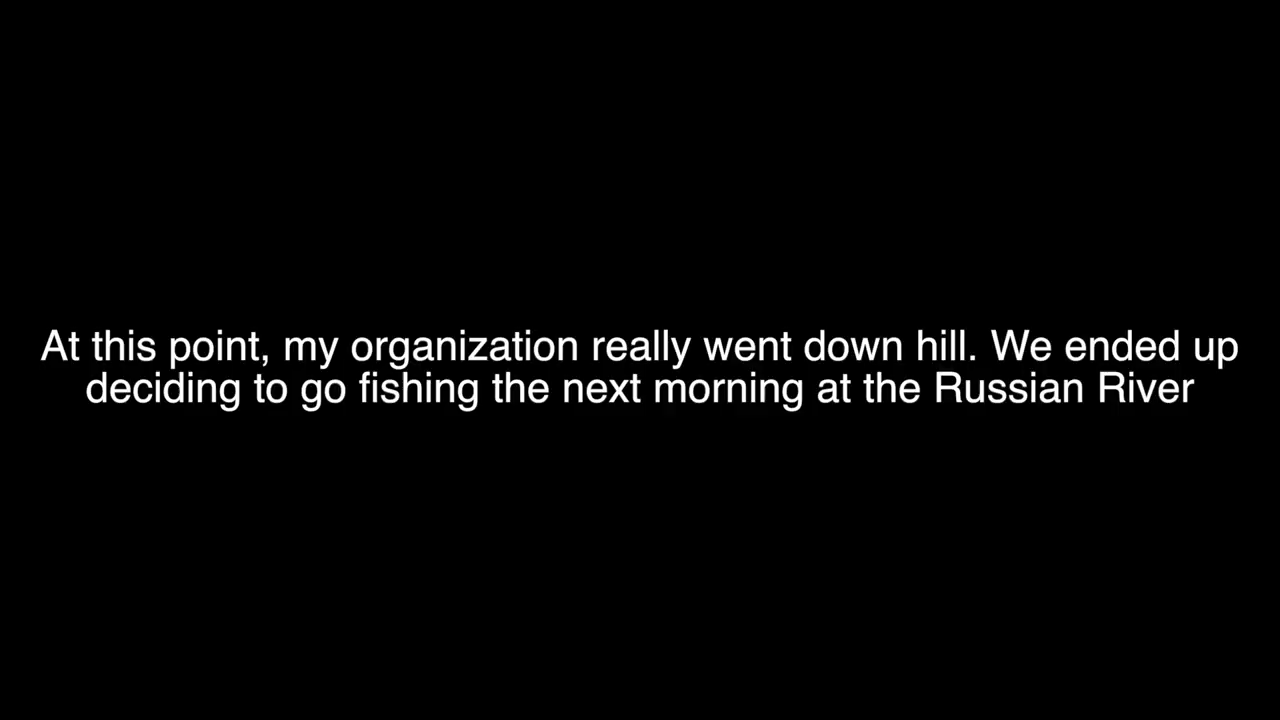 At this point, my organization really went down hill. We ended up
deciding to go fishing the next morning at the Russian River